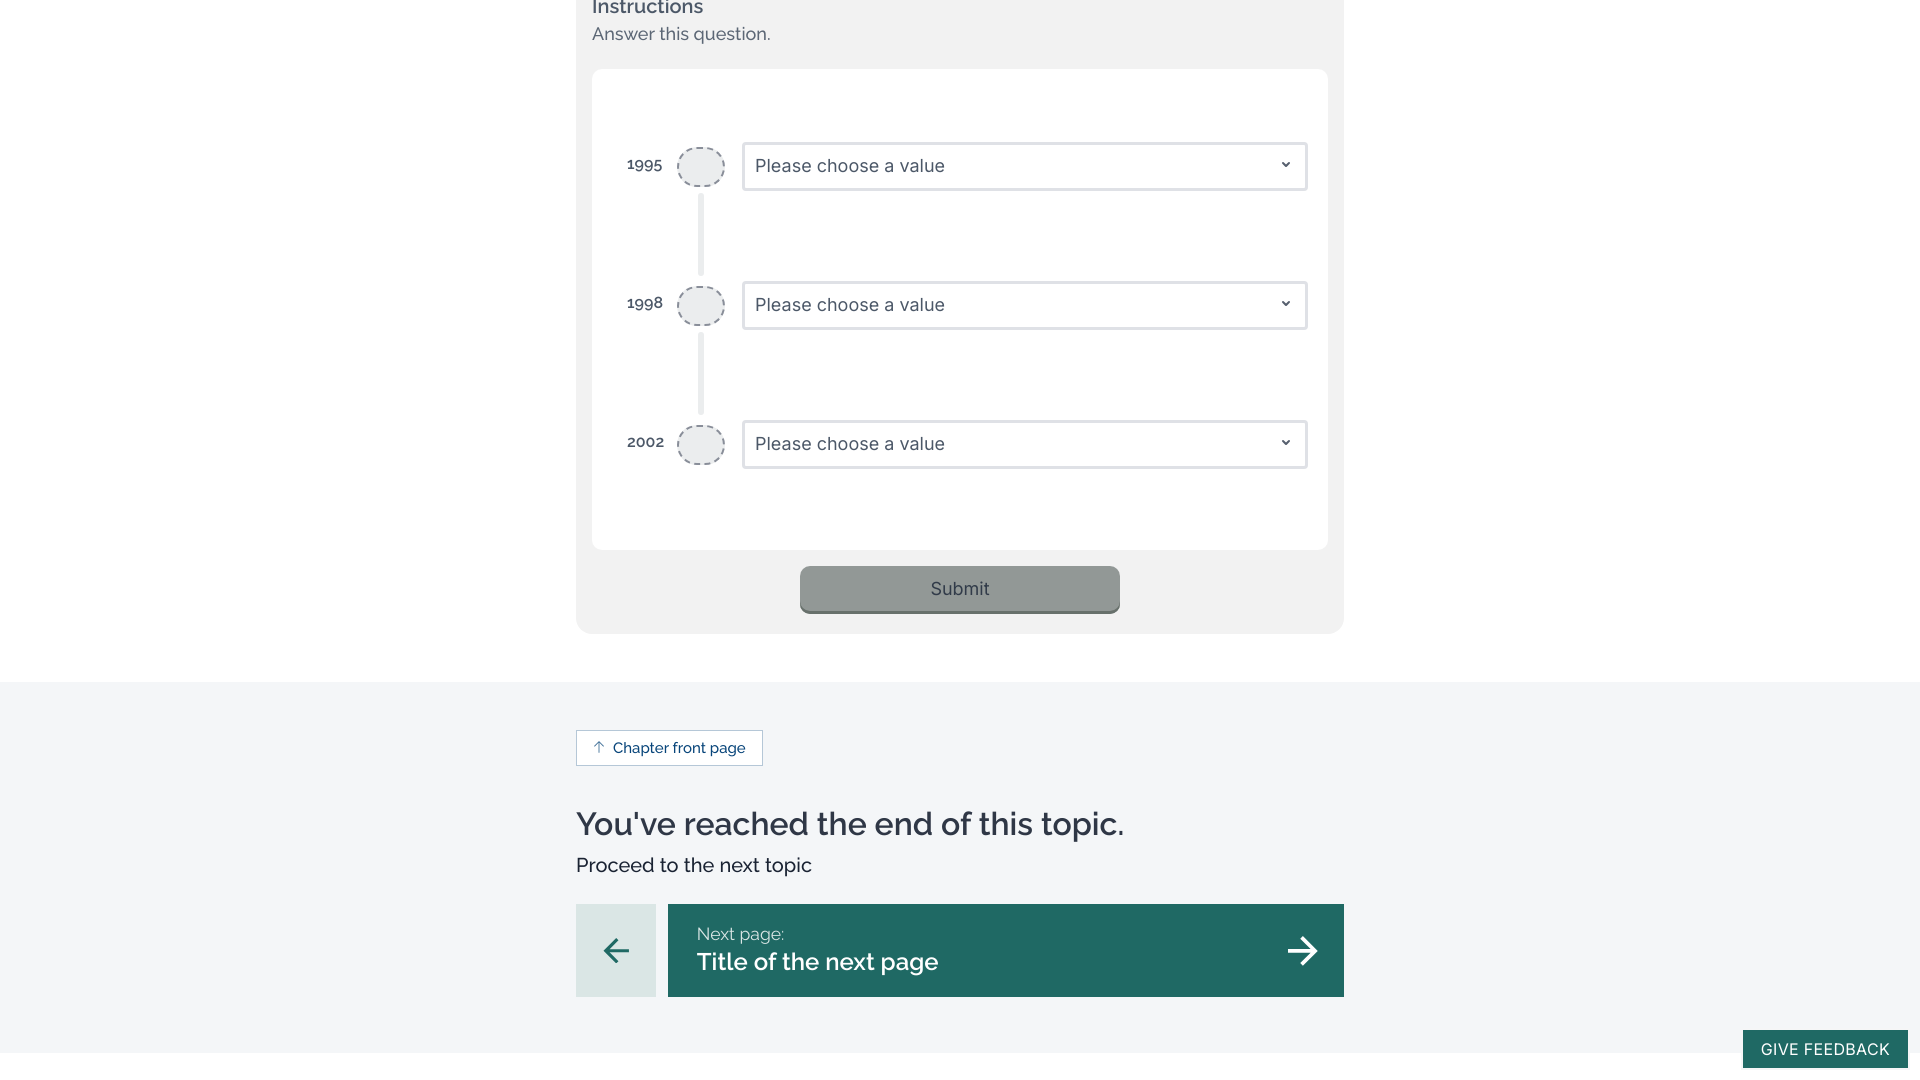 Instructions
Answer this question.
1995
Please choose a value
1998
Please choose a value
2002
Please choose a value
Submit
Chapter front page
You've reached the end of this topic.
Proceed to the next topic
Next page:
Title of the next page
GIVE FEEDBACK